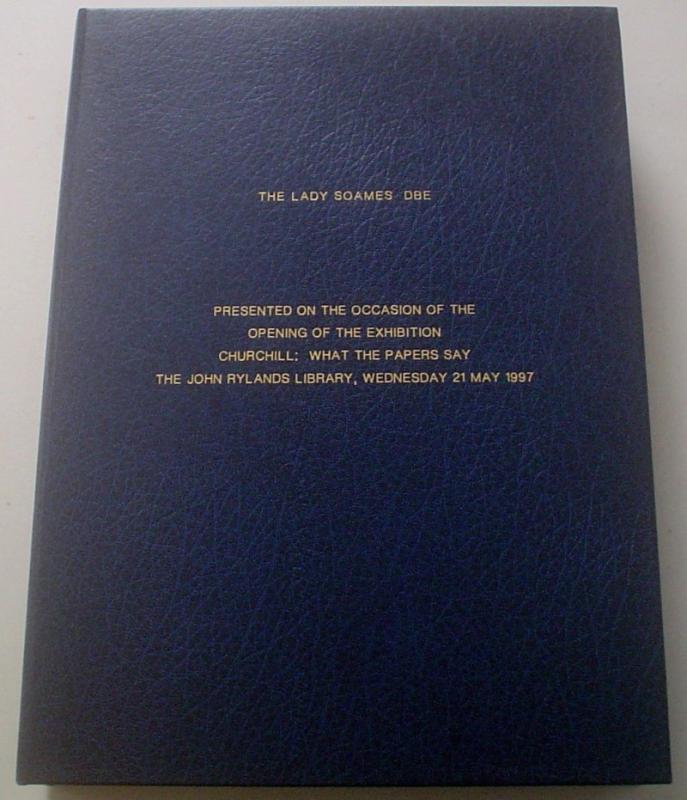 THE LADY SOAMES DBE
PRESENTED ON THE OCCASION OF THE
OPENING OF THE EXHIBITION
CHURCHILL: WHAT THE PAPERS SAY
THE JOHN RYLANDS LIBRARY, WEDNESDAY 21 MAY 1997